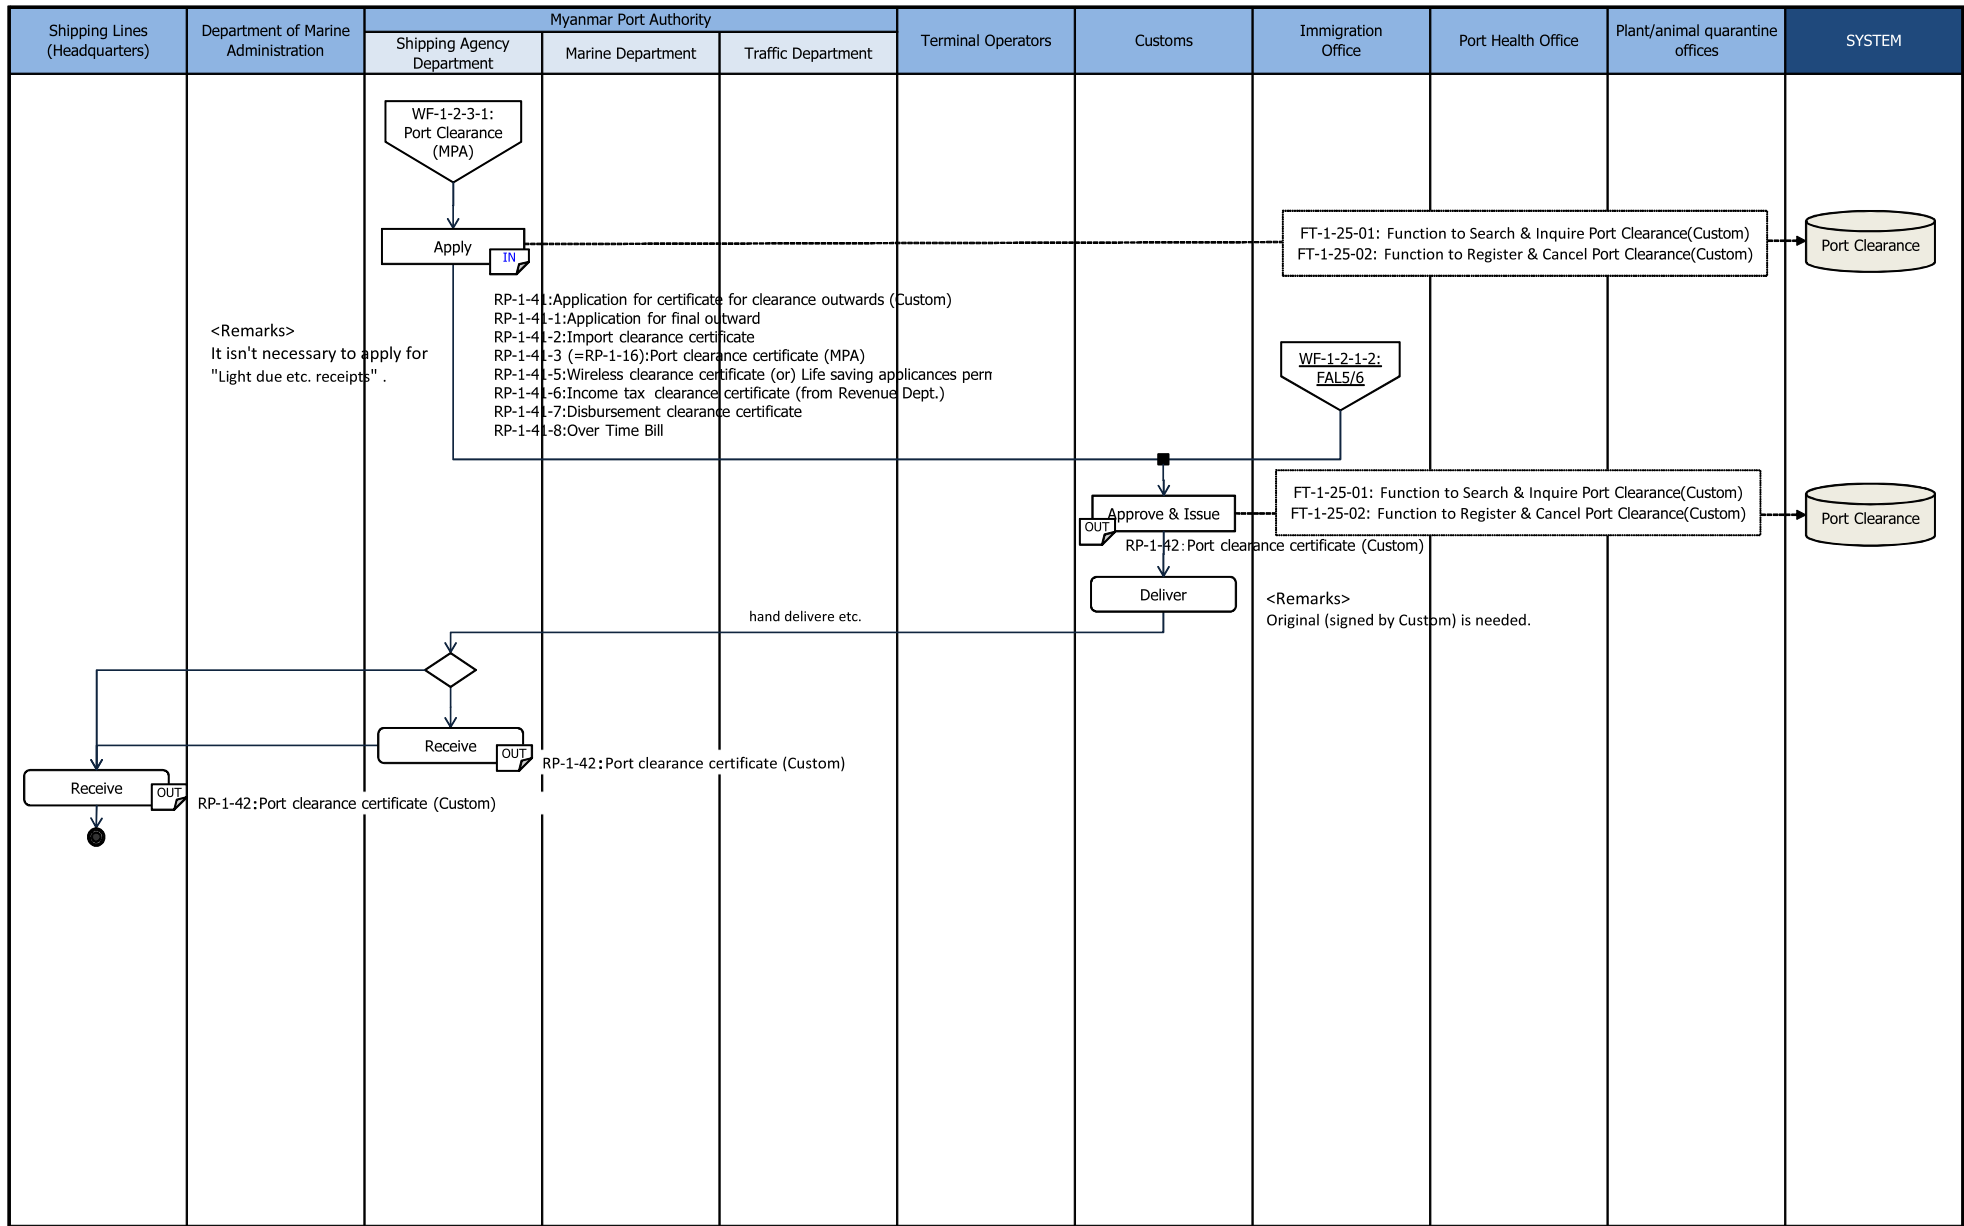 Shipping Lines
(Headquarters)
Department of Marine
Administration
Myanmar Port Authority
Shipping Agency
Department
Marine Department
Traffic Department
Terminal Operators
Customs
Immigration
Office
Port Health Office
Plant/animal quarantine
offices
SYSTEM
WF-1-2-3-1:
Port Clearance
(MPA)
Apply
IN
FT-1-25-01: Function to Search & Inquire Port Clearance(Custom)
FT-1-25-02: Function to Register & Cancel Port Clearance(Custom)
Port Clearance
RP-1-41:Application for certificate for clearance outwards (Custom)
RP-1-41-1:Application for final outward
RP-1-41-2:Import clearance certificate
RP-1-41-3 (=RP-1-16):Port clearance certificate (MPA)
RP-1-41-5:Wireless clearance certificate (or) Life saving applicances perm
RP-1-41-6:Income tax clearance certificate (from Revenue Dept.)
RP-1-41-7:Disbursement clearance certificate
RP-1-41-8:Over Time Bill
<Remarks>
It isn't necessary to apply for
"Light due etc. receipts" .
WF-1-2-1-2:
FAL5/6
Approve & Issue
OUT
FT-1-25-01: Function to Search & Inquire Port Clearance(Custom)
FT-1-25-02: Function to Register & Cancel Port Clearance(Custom)
Port Clearance
RP-1-42:Port clearance certificate (Custom)
Deliver
<Remarks>
Original (signed by Custom) is needed.
hand delivere etc.
Receive
OUT
RP-1-42:Port clearance certificate (Custom)
Receive
OUT
RP-1-42:Port clearance certificate (Custom)